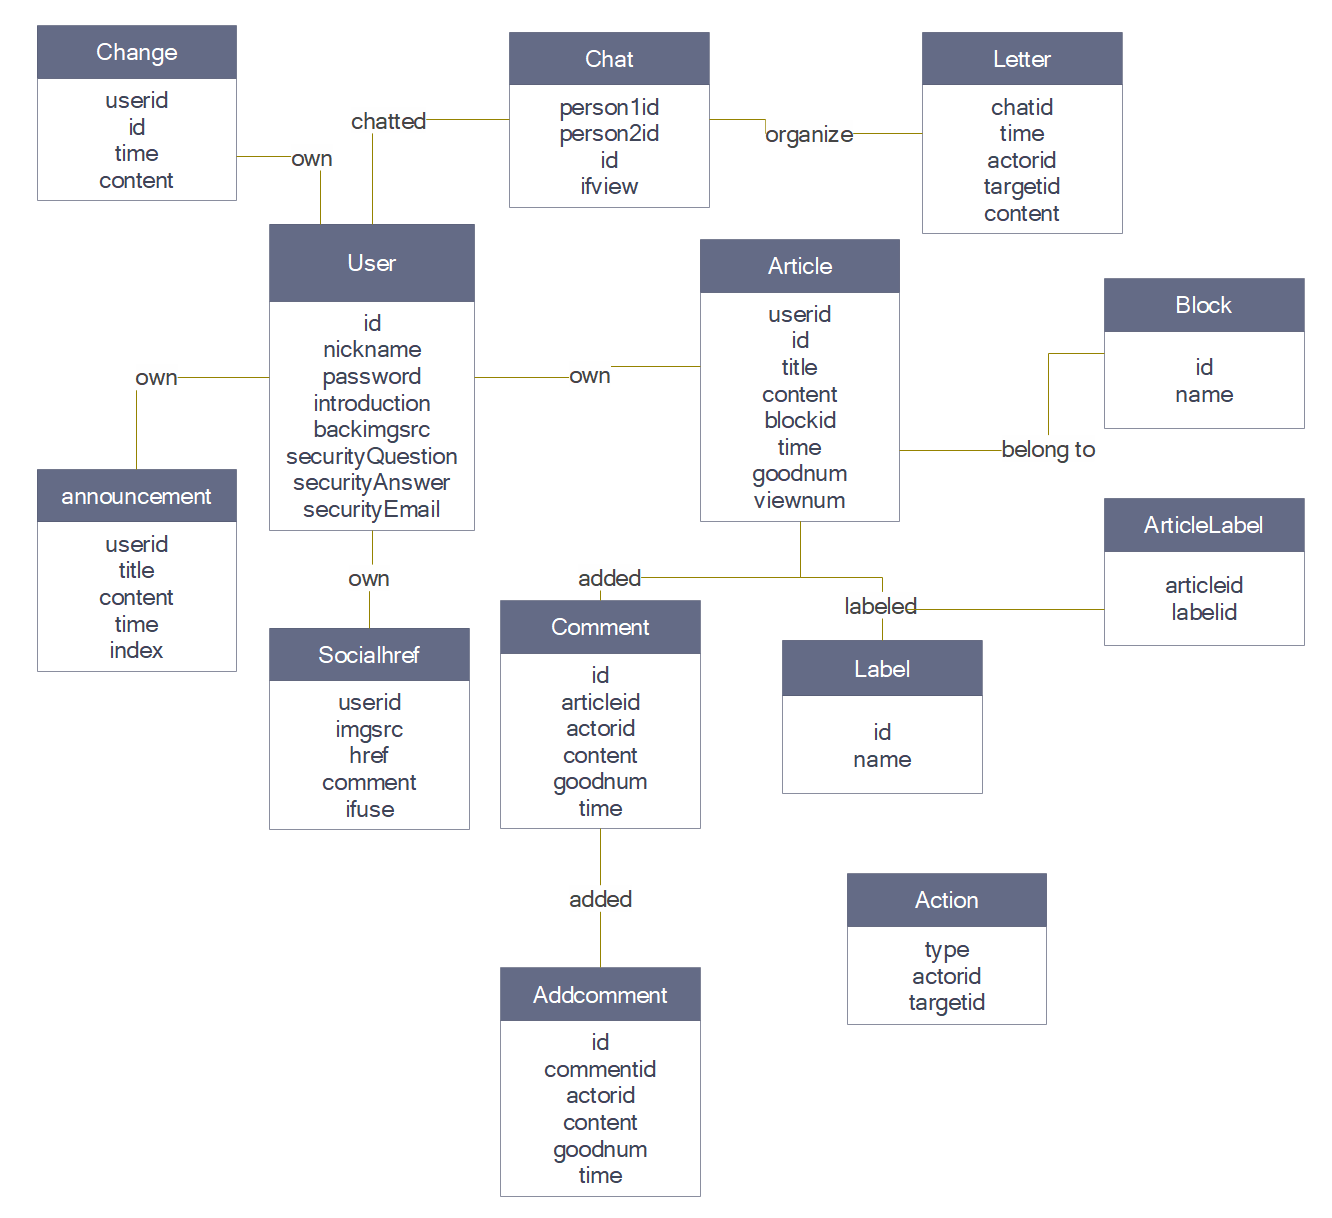 Change
userid
id
time
content
own
chatted
Chat
person1id
person2id
id
ifview
organize
Letter
chatid
time
actorid
targetid
content
User
id
nickname
password
introduction
backimgsrc
securityQuestion
securityAnswer
securityEmail
own
Article
userid
id
title
content
blockid
time
goodnum
viewnum
belong to
Block
id
name
own
announcement
userid
title
content
time
index
own
Socialhref
userid
imgsrc
href
comment
ifuse
added
Comment
id
articleid
actorid
content
goodnum
time
labeled
Label
id
name
ArticleLabel
articleid
labelid
added
Addcomment
id
commentid
actorid
content
goodnum
time
Action
type
actorid
targetid